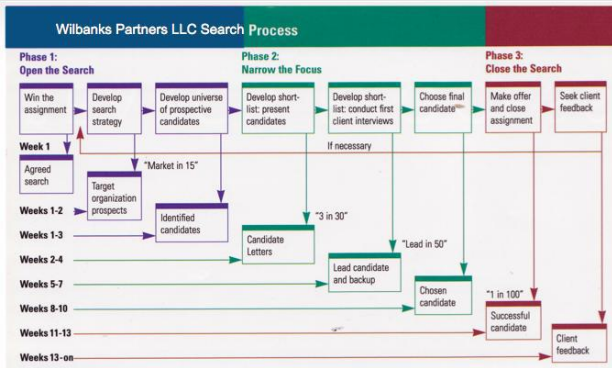 Wilbanks Partners LLC Search Process
Phase 1:
Open the Search
Phase 2:
Narrow the Focus
Phase 3:
Close the Search
Win the
assignment
Develop
search
strategy
Develop universe
of prospective
candidates
Develop short-
list: present
candidates
Develop short-
list: conduct first
client interviews
Choose final
candidate
Make offer
and close
assignment
Seek client
feedback
Week 1
If necessary
Agreed
search
"Market in 15"
Target
organization
prospects
Weeks 1-2
Identified
candidates
"3 in 30"
Weeks 1-3
Candidate
Letters
"Lead in 50"
Weeks 2-4
Lead candidate
and backup
Weeks 5-7
Chosen
candidate
"1 in 100"
Weeks 8-10
Successful
candidate
Weeks 11-13
Client
feedback
Weeks 13-on